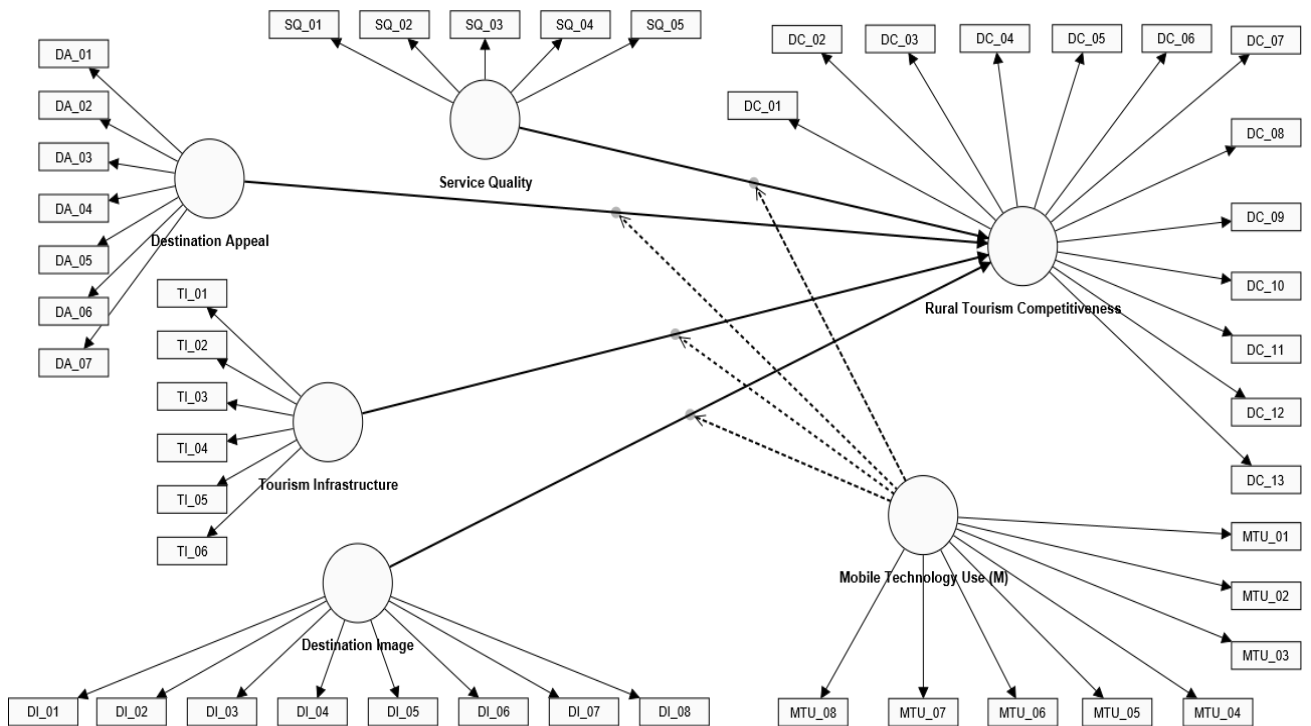 SQ_01
SQ_02
SQ_03
SQ_04
SQ_05
Service Quality
DA_01
DA_02
DA_03
DA_04
DA_05
DA_06
DA_07
Destination Appeal
DC_01
DC_02
DC_03
DC_04
DC_05
DC_06
DC_07
DC_08
DC_09
DC_10
DC_11
DC_12
DC_13
Rural Tourism Competitiveness
TI_01
TI_02
TI_03
TI_04
TI_05
TI_06
Tourism Infrastructure
Mobile Technology Use (M)
MTU_01
MTU_02
MTU_03
MTU_04
MTU_05
MTU_06
MTU_07
MTU_08
Destination Image
DI_01
DI_02
DI_03
DI_04
DI_05
DI_06
DI_07
DI_08